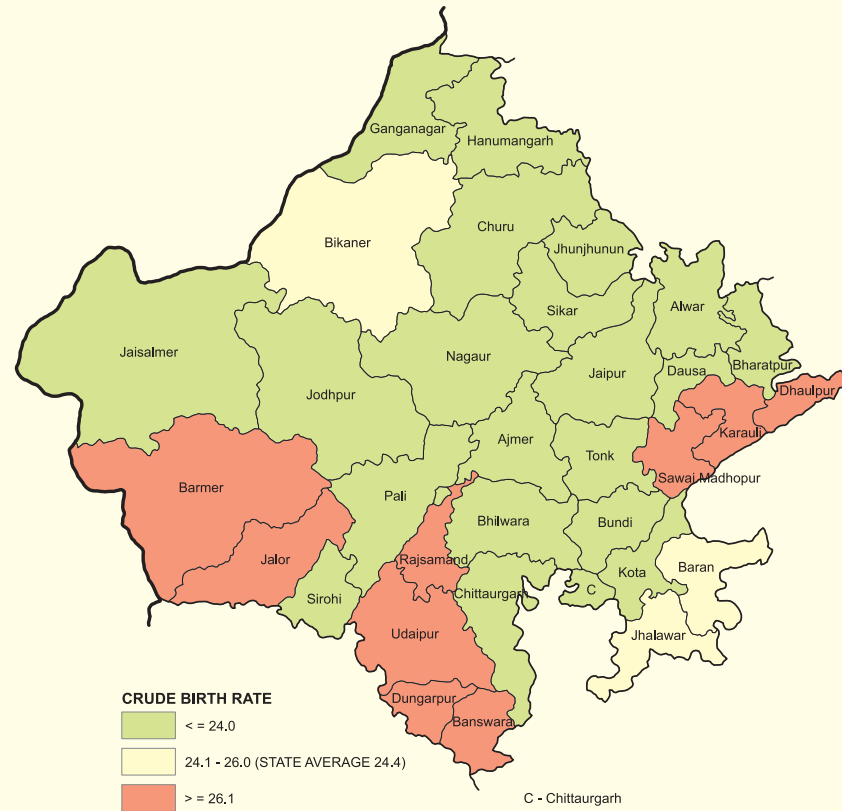 Ganganagar
Hanumangarh
Churu
Bikaner
Jhunjhunun
Sikar
Alwar
Jaisalmer
Nagaur
Bharatpur
Dausa
Jaipur
Jodhpur
Dhaulpur
Karauli
Ajmer
Tonk
Sawai Madhopur
Barmer
Pali
Bhilwara
Bundi
Jalor
Rajsamand
Baran
Kota
C
Chittaurgarh
Sirohi
Udaipur
Jhalawar
Dungarpur
Banswara
CRUDE BIRTH RATE
< = 24.0
24.1 - 26.0 (STATE AVERAGE 24.4)
> = 26.1
C - Chittaurgarh